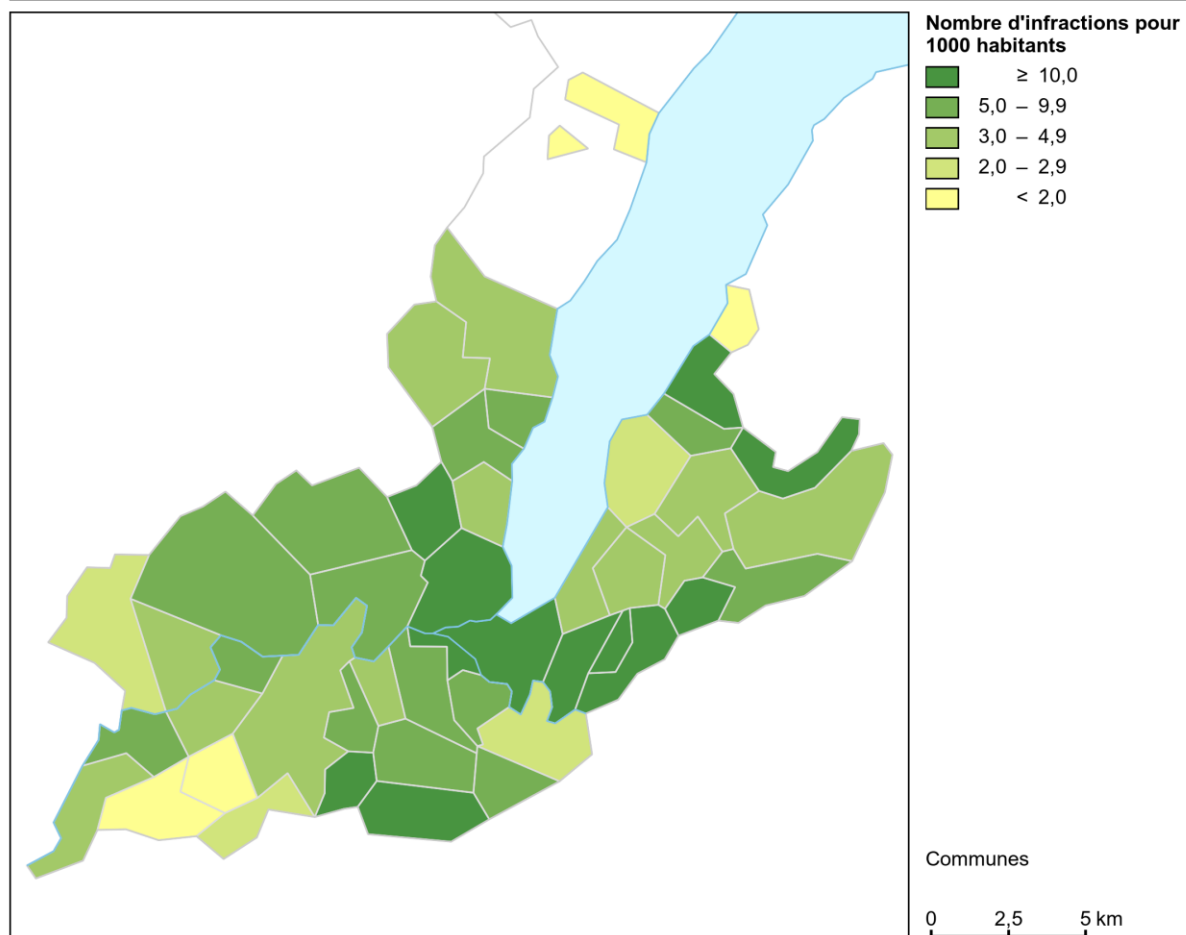 Nombre d'infractions pour
1000 habitants
≥ 10,0
5,0 – 9,9
3,0 – 4,9
2,0 – 2,9
< 2,0
Communes
0 2,5 5 km